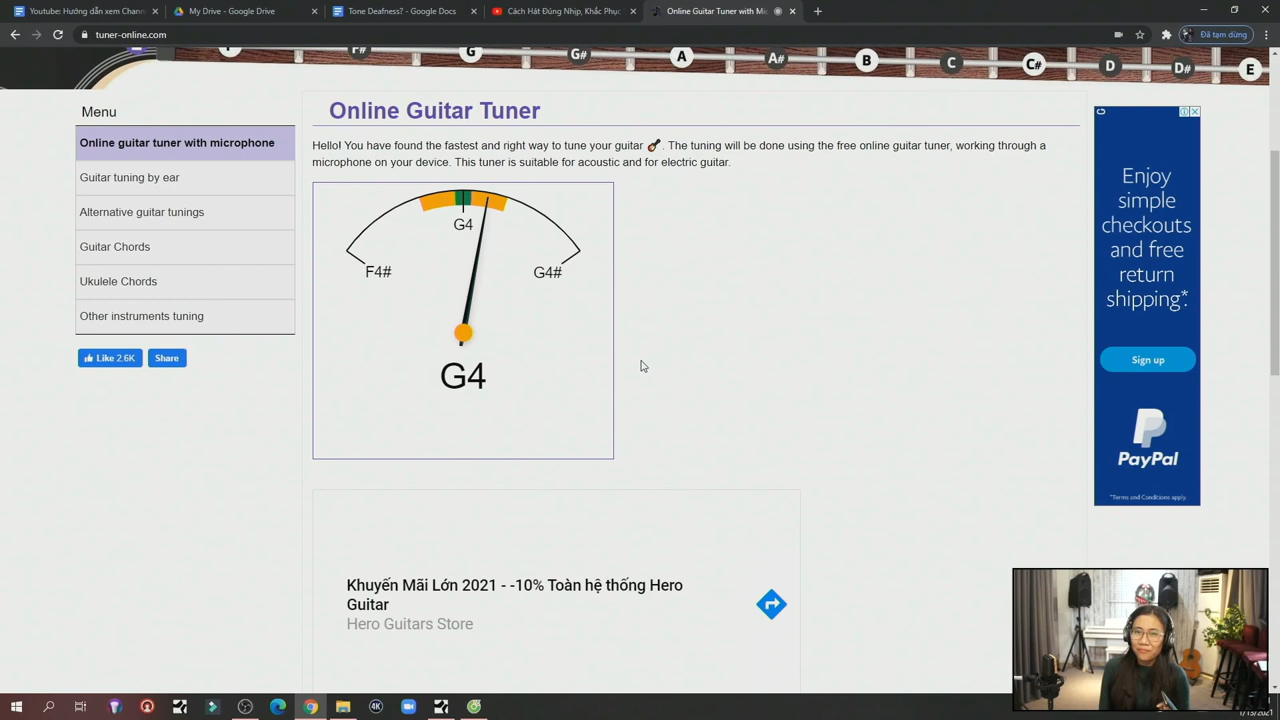 Youtube: Hướng dẫn xem Chann
My Drive - Google Drive
Tone Deafness? - Google Docs
Cách Hát Đúng Nhịp, Khắc Phục
Online Guitar Tuner with Mic
tuner-online.com
Đã tạm dừng
F#
G
G#
A
A#
B
C
C#
D
D#
E
Menu
Online guitar tuner with microphone
Guitar tuning by ear
Alternative guitar tunings
Guitar Chords
Ukulele Chords
Other instruments tuning
Like 2.6K
Share
Online Guitar Tuner
Hello! You have found the fastest and right way to tune your guitar 🎸. The tuning will be done using the free online guitar tuner, working through a
microphone on your device. This tuner is suitable for acoustic and for electric guitar.
G4
F4#
G4#
G4
Khuyến Mãi Lớn 2021 - -10% Toàn hệ thống Hero
Guitar
Hero Guitars Store
Enjoy
simple
checkouts
and free
return
shipping*.
Sign up
PayPal
*Terms and Conditions apply.
4K